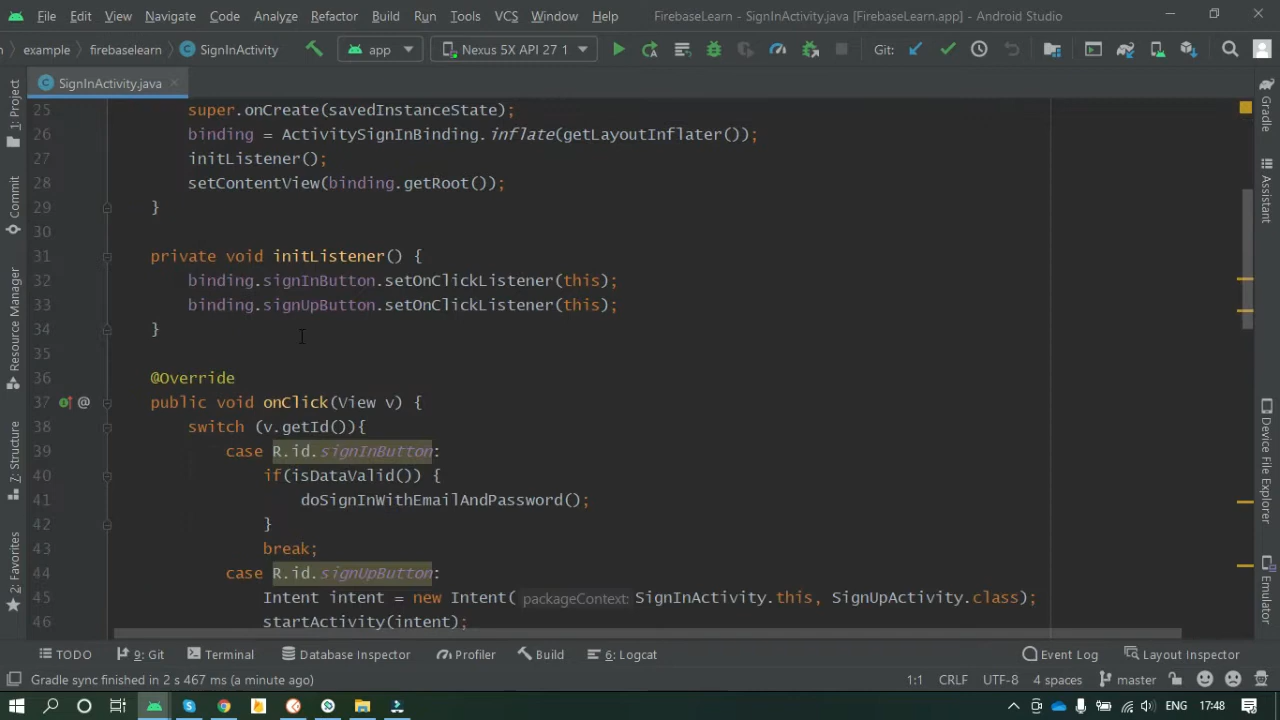 File Edit View Navigate Code Analyze Refactor Build Run Tools VCS Window Help FirebaseLearn - SignInActivity.java [FirebaseLearn.app] - Android Studio
example firebaselearn SignInActivity app Nexus 5X API 27 1 Git:
SignInActivity.java
1: Project
Commit
Resource Manager
7: Structure
2: Favorites
25 super.onCreate(savedInstanceState);
26 binding = ActivitySignInBinding.inflate(getLayoutInflater());
27 initListener();
28 setContentView(binding.getRoot());
29 }
30
31 private void initListener() {
32 binding.signInButton.setOnClickListener(this);
33 binding.signUpButton.setOnClickListener(this);
34 }
35
36 @Override
37 @ public void onClick(View v) {
38 switch (v.getId()){
39 case R.id.signInButton:
40 if(isDataValid()) {
41 doSignInWithEmailAndPassword();
42 }
43 break;
44 case R.id.signUpButton:
45 Intent intent = new Intent( packageContext: SignInActivity.this, SignUpActivity.class);
46 startActivity(intent);
Gradle
Assistant
Device File Explorer
Emulator
TODO 9: Git Terminal Database Inspector Profiler Build 6: Logcat Event Log Layout Inspector
Gradle sync finished in 2 s 467 ms (a minute ago) 1:1 CRLF UTF-8 4 spaces master
ENG 17:48